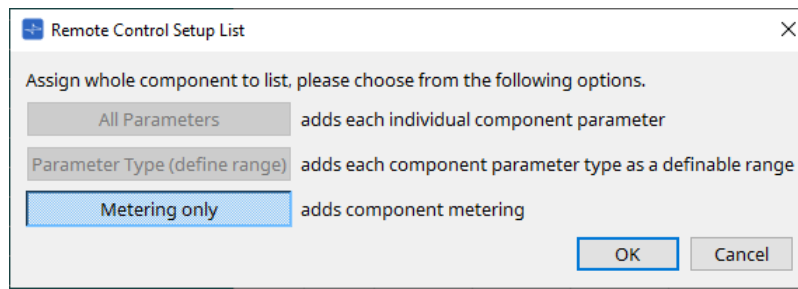 Remote Control Setup List
Assign whole component to list, please choose from the following options.
All Parameters adds each individual component parameter
Parameter Type (define range) adds each component parameter type as a definable range
Metering only adds component metering
OK Cancel